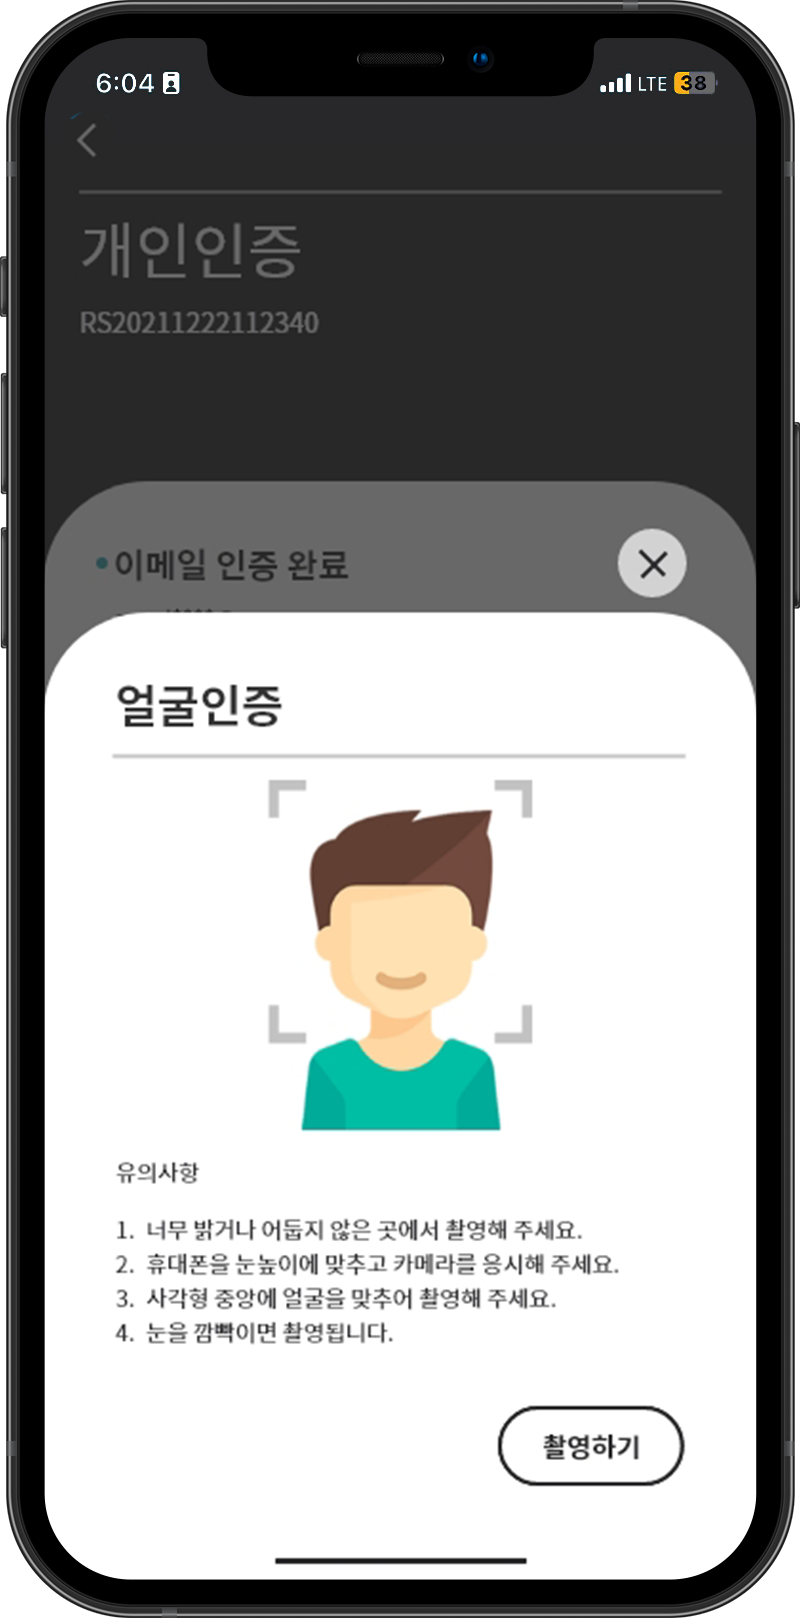 6:04
LTE 38
개인인증
RS20211222112340
이메일 인증 완료
얼굴인증
유의사항
1. 너무 밝거나 어둡지 않은 곳에서 촬영해 주세요.
2. 휴대폰을 눈높이에 맞추고 카메라를 응시해 주세요.
3. 사각형 중앙에 얼굴을 맞추어 촬영해 주세요.
4. 눈을 깜빡이면 촬영됩니다.
촬영하기